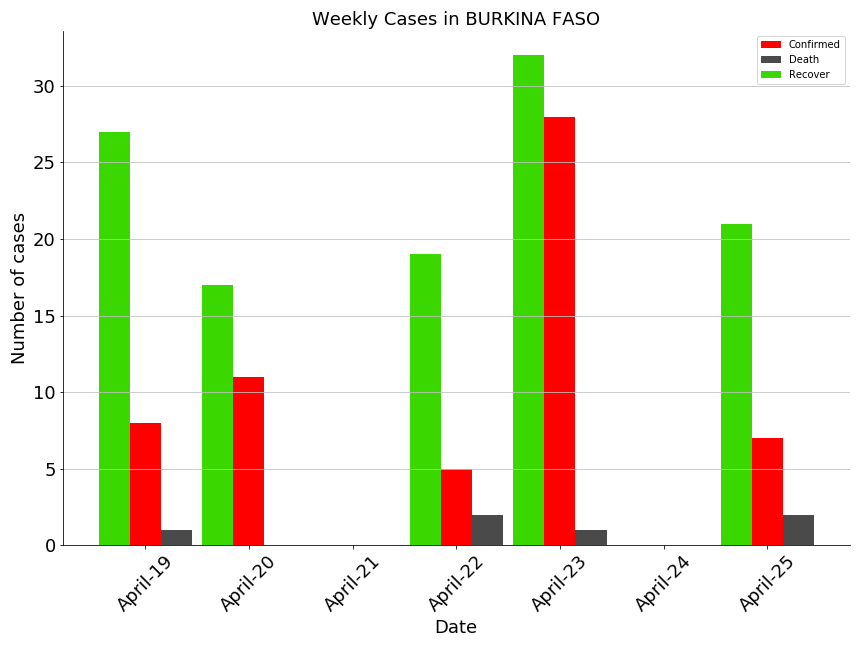 Weekly Cases in BURKINA FASO
Confirmed
Death
Recover
Number of cases
30
25
20
15
10
5
0
April-19
April-20
April-21
April-22
April-23
April-24
April-25
Date